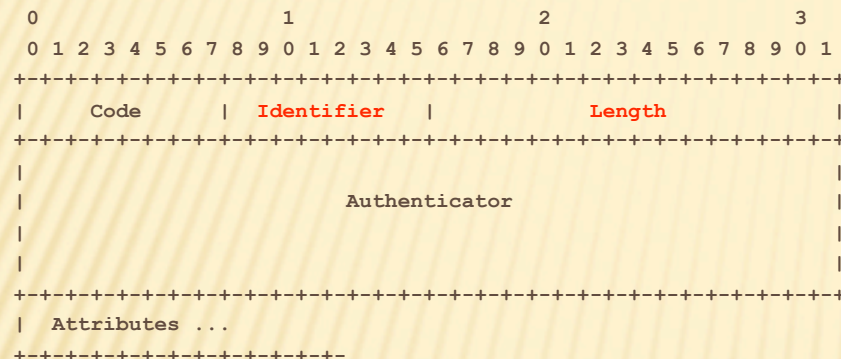 0                   1                   2                   3
0 1 2 3 4 5 6 7 8 9 0 1 2 3 4 5 6 7 8 9 0 1 2 3 4 5 6 7 8 9 0 1
+-+-+-+-+-+-+-+-+-+-+-+-+-+-+-+-+-+-+-+-+-+-+-+-+-+-+-+-+-+-+-+-+
|     Code      |  Identifier   |            Length             |
+-+-+-+-+-+-+-+-+-+-+-+-+-+-+-+-+-+-+-+-+-+-+-+-+-+-+-+-+-+-+-+-+
|                                                               |
|                         Authenticator                         |
|                                                               |
|                                                               |
+-+-+-+-+-+-+-+-+-+-+-+-+-+-+-+-+-+-+-+-+-+-+-+-+-+-+-+-+-+-+-+-+
|  Attributes ...
+-+-+-+-+-+-+-+-+-+-+-+-+-